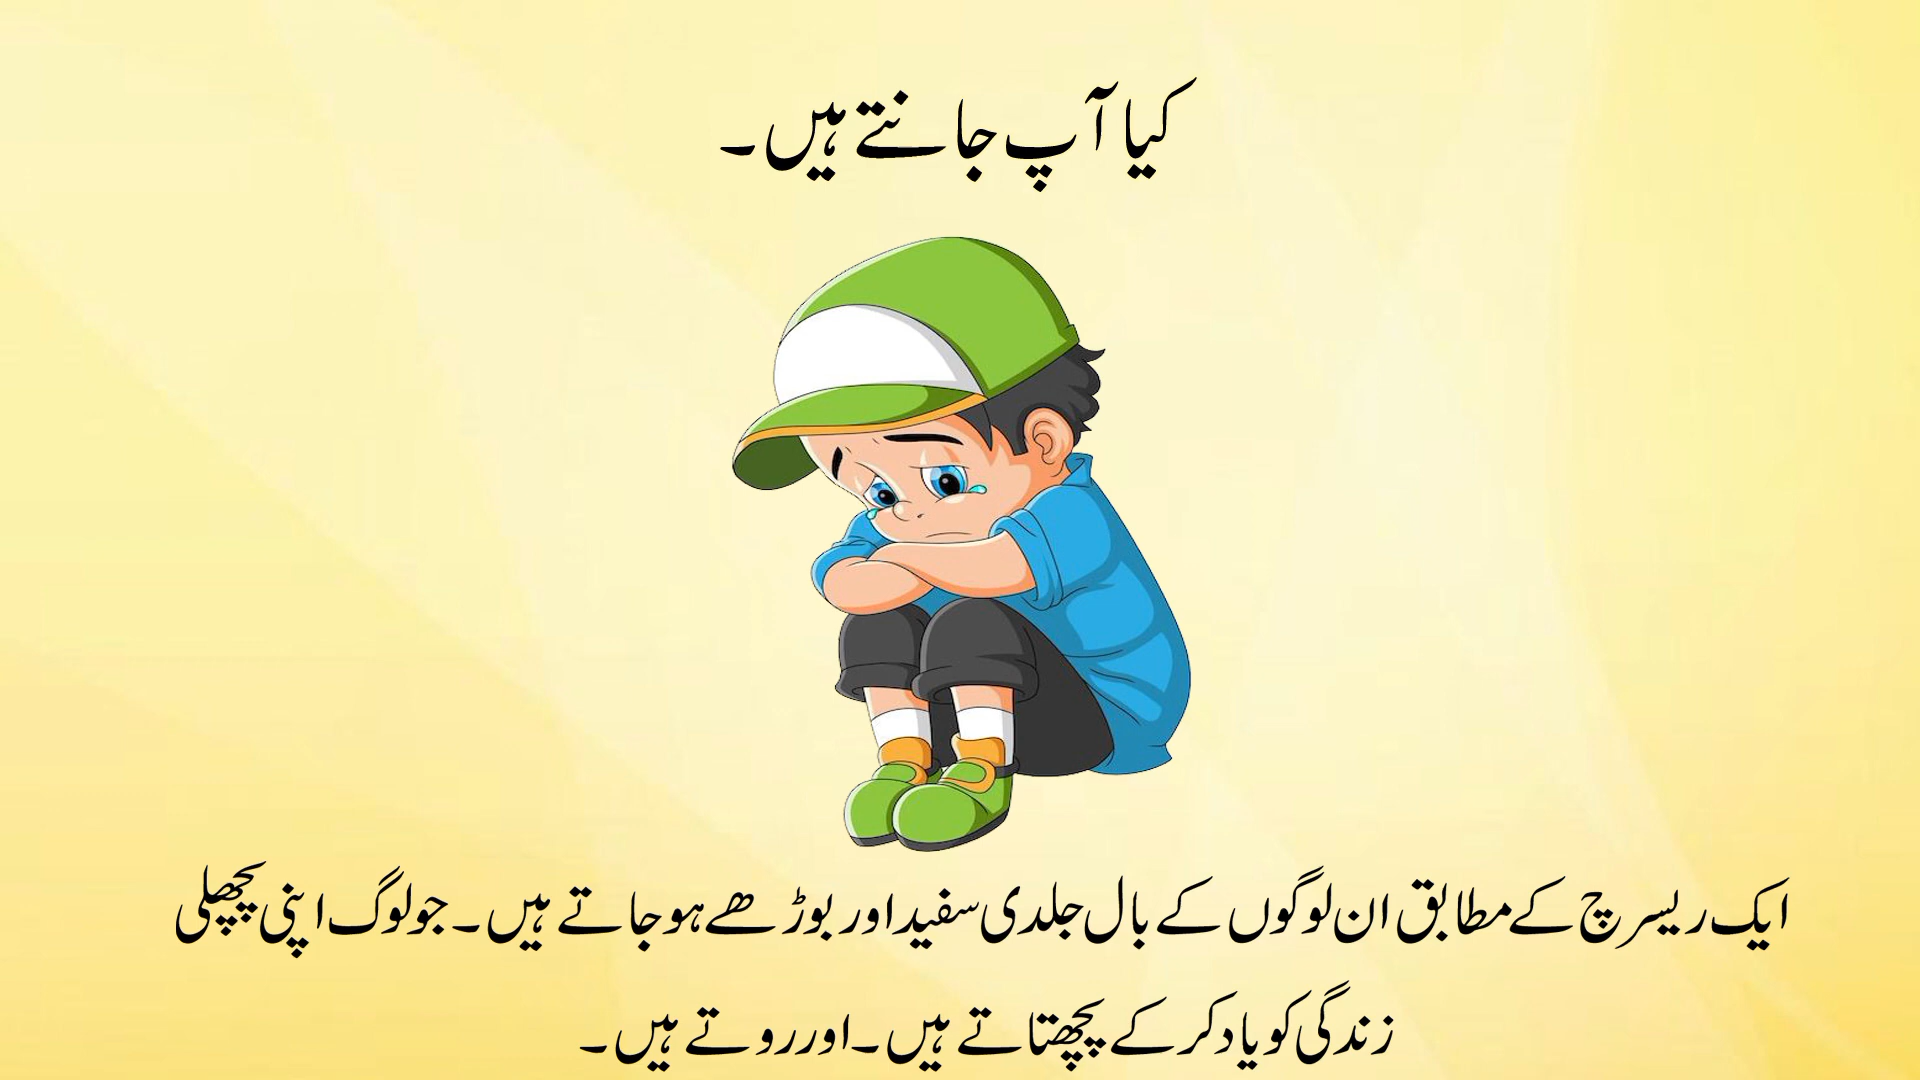 کیا آپ جانتے ہیں۔
ایک ریسرچ کے مطابق ان لوگوں کے بال جلدی سفید اور بوڑھے ہو جاتے ہیں۔ جو لوگ اپنی پچھلی
زندگی کو یاد کر کے پچھتاتے ہیں۔ اور روتے ہیں۔